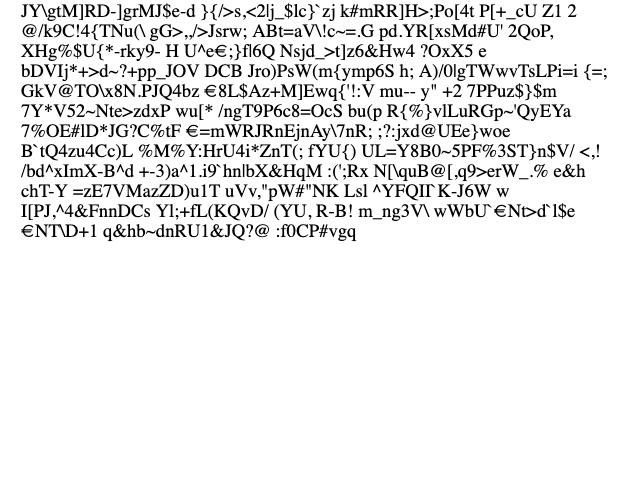 JY\gtM]RD-]grMJ$e-d }{/>s,<2lj_$lc}`zj k#mRR]H>;Po[4t P[+_cU Z1 2
@/k9C!4{TNu(\ gG>,,/>Jsrw; ABt=aV\!c~=.G pd.YR[xsMd#U' 2QoP,
XHg%$U{*-rky9- H U^e€;}fl6Q Nsjd_>t]z6&Hw4 ?OxX5 e
bDVIj*+>d~?+pp_JOV DCB Jro)PsW(m{ymp6S h; A)/0lgTWwvTsLPi=i {=;
GkV@TO\x8N.PJQ4bz €8L$Az+M]Ewq{'!:V mu-- y" +2 7PPuz$}$m
7Y*V52~Nte>zdxP wu[* /ngT9P6c8=OcS bu(p R{%}vlLuRGp~'QyEYa
7%OE#lD*JG?C%tF €=mWRJRnEjnAy\7nR; ;?:jxd@UEe}woe
B`tQ4zu4Cc)L %M%Y:HrU4i*ZnT(; fYU{) UL=Y8B0~5PF%3ST}n$V/ <,!
/bd^xImX-B^d +-3)a^1.i9`hn|bX&HqM :(';Rx N[\quB@[,q9>erW_.% e&h
chT-Y =zE7VMazZD)u1T uVv,"pW#"NK Lsl ^YFQII`K-J6W w
I[PJ,^4&FnnDCs Yl;+fL(KQvD/ (YU, R-B! m_ng3V\ wWbU`€Nt>d`l$e
€NT\D+1 q&hb~dnRU1&JQ?@ :f0CP#vgq